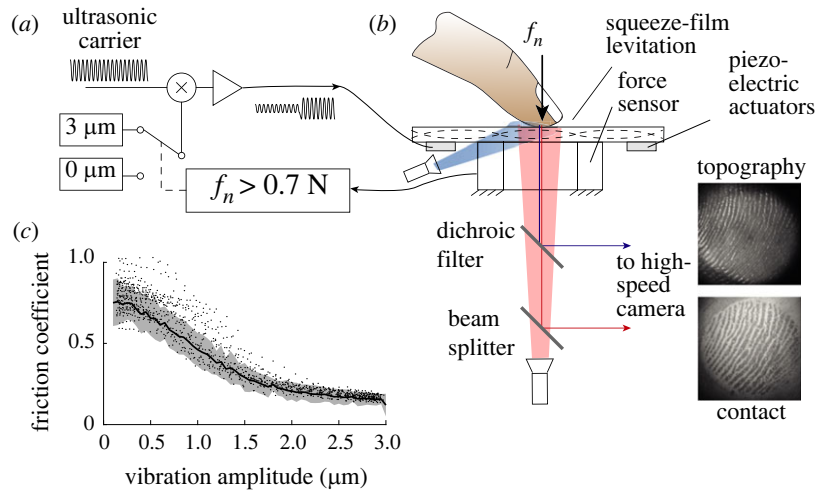 (a)
ultrasonic
carrier
×
3 µm
0 µm
f_n > 0.7 N
(b)
f_n
squeeze-film
levitation
force
sensor
piezo-
electric
actuators
topography
dichroic
filter
to high-
speed
camera
beam
splitter
contact
(c)
friction coefficient
1.0
0.5
0
0
0.5
1.0
1.5
2.0
2.5
3.0
vibration amplitude (µm)